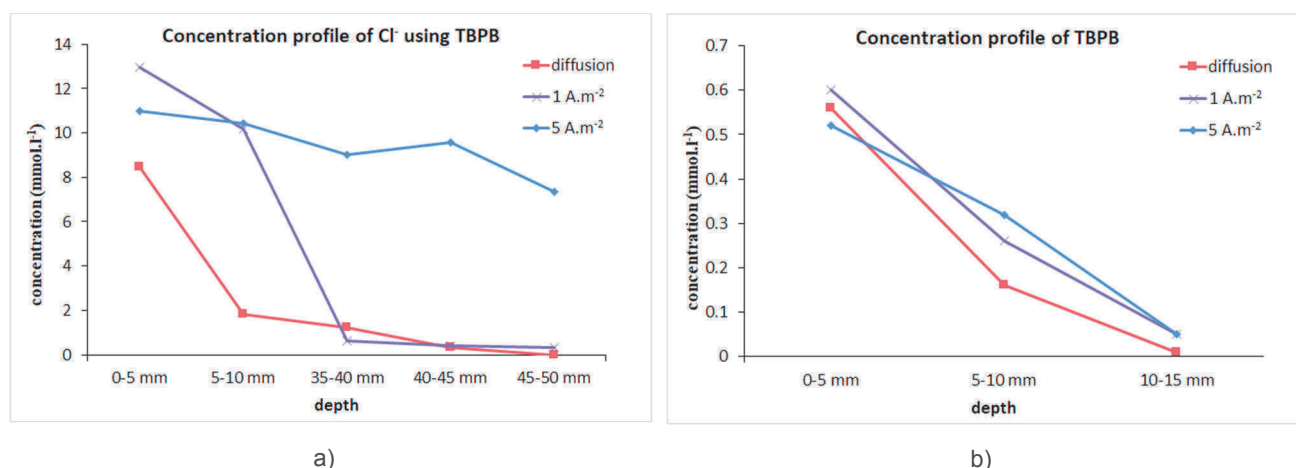 Concentration profile of Cl⁻ using TBPB
14
12
10
8
6
4
2
0
concentration (mmol.l⁻¹)
diffusion
1 A.m⁻²
5 A.m⁻²
0-5 mm 5-10 mm 35-40 mm 40-45 mm 45-50 mm
depth
a)
Concentration profile of TBPB
0.7
0.6
0.5
0.4
0.3
0.2
0.1
0
concentration (mmol.l⁻¹)
diffusion
1 A.m⁻²
5 A.m⁻²
0-5 mm 5-10 mm 10-15 mm
depth
b)